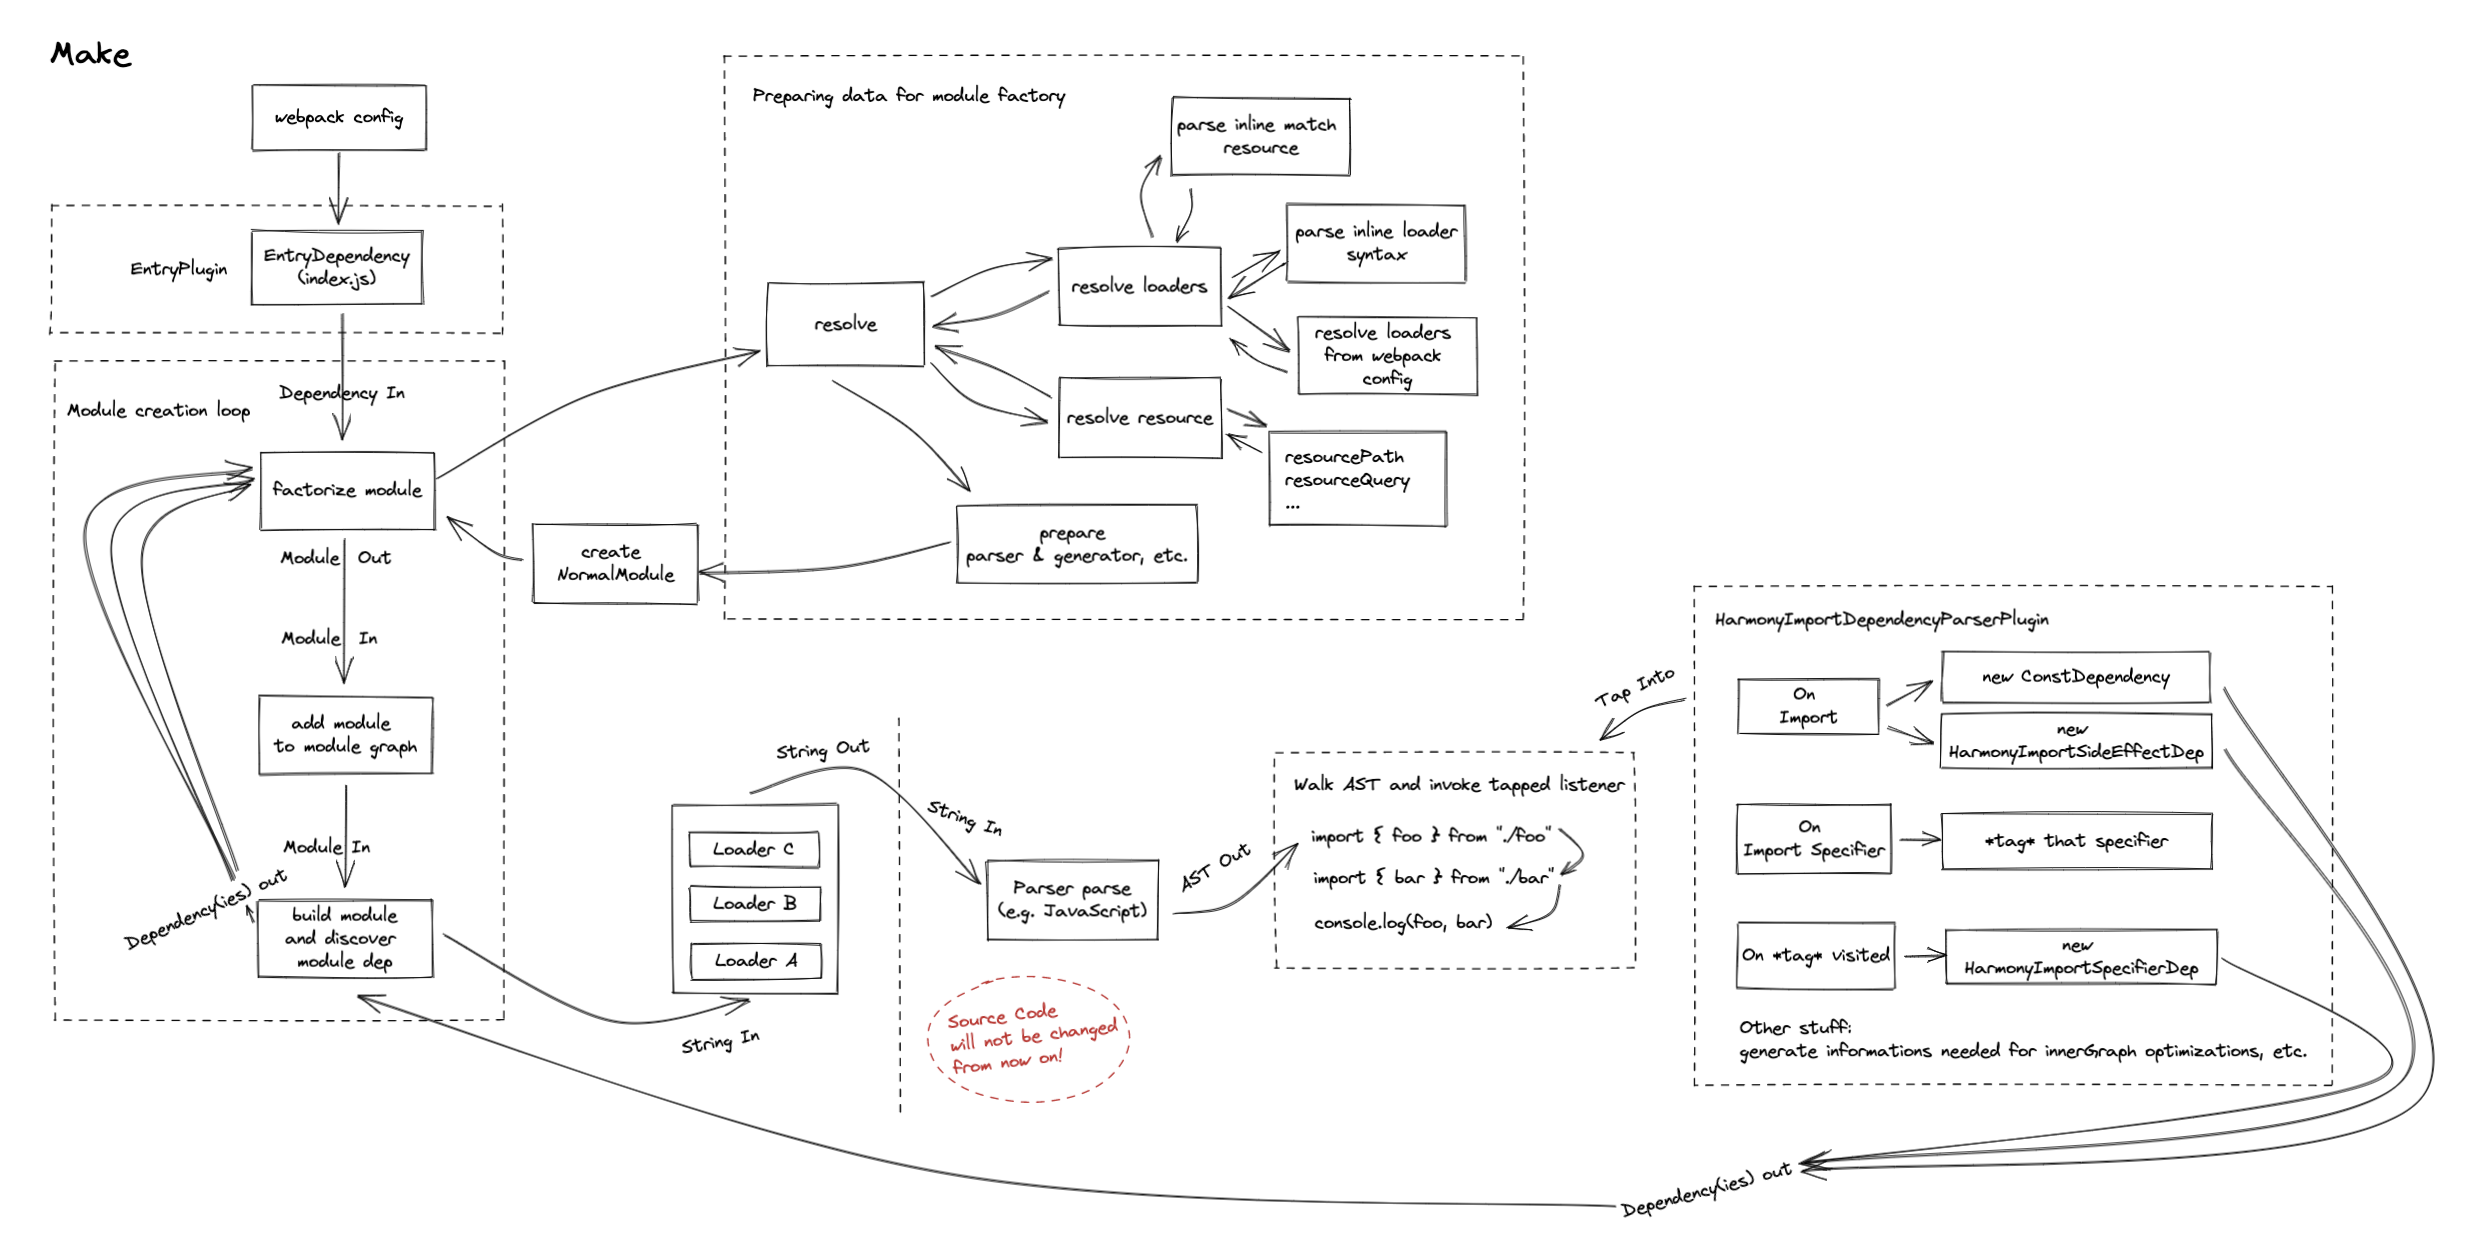 Make
webpack config
EntryPlugin
EntryDependency
(index.js)
Dependency In
Module creation loop
factorize module
Module Out
Module In
add module
to module graph
Module In
Dependency(ies) out
build module
and discover
module dep
create
NormalModule
Preparing data for module factory
parse inline match
resource
parse inline loader
syntax
resolve loaders
resolve
resolve loaders
from webpack
config
resolve resource
resourcePath
resourceQuery
...
prepare
parser & generator, etc.
String Out
Loader C
Loader B
Loader A
String In
String In
Parser parse
(e.g. JavaScript)
Source Code
will not be changed
from now on!
AST Out
Tap Into
Walk AST and invoke tapped listener
import { foo } from "./foo"
import { bar } from "./bar"
console.log(foo, bar)
HarmonyImportDependencyParserPlugin
On
Import
new ConstDependency
new
HarmonyImportSideEffectDep
On
Import Specifier
*tag* that specifier
On *tag* visited
new
HarmonyImportSpecifierDep
Other stuff:
generate informations needed for innerGraph optimizations, etc.
Dependency(ies) out